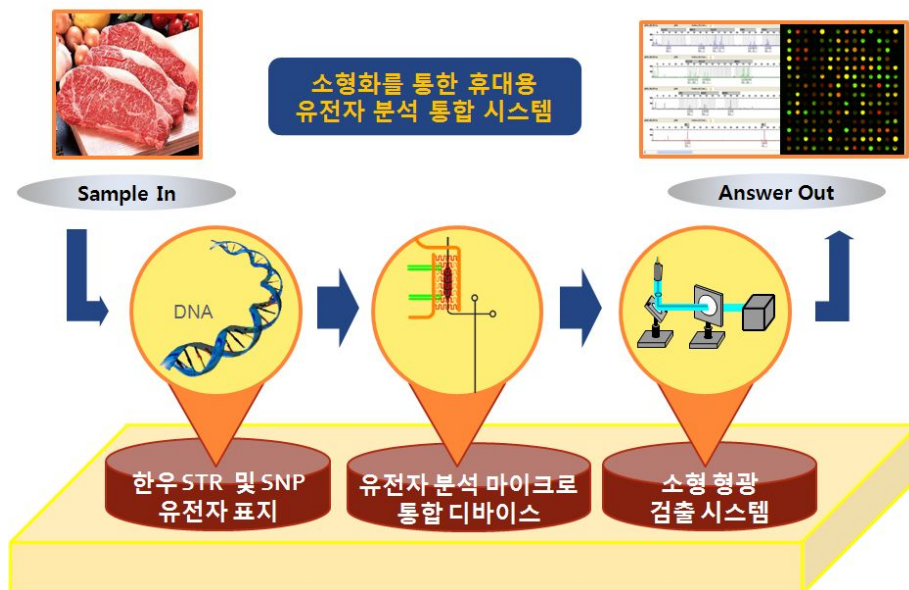 소형화를 통한 휴대용
유전자 분석 통합 시스템
Sample In
Answer Out
DNA
한우 STR 및 SNP
유전자 표지
유전자 분석 마이크로
통합 디바이스
소형 형광
검출 시스템